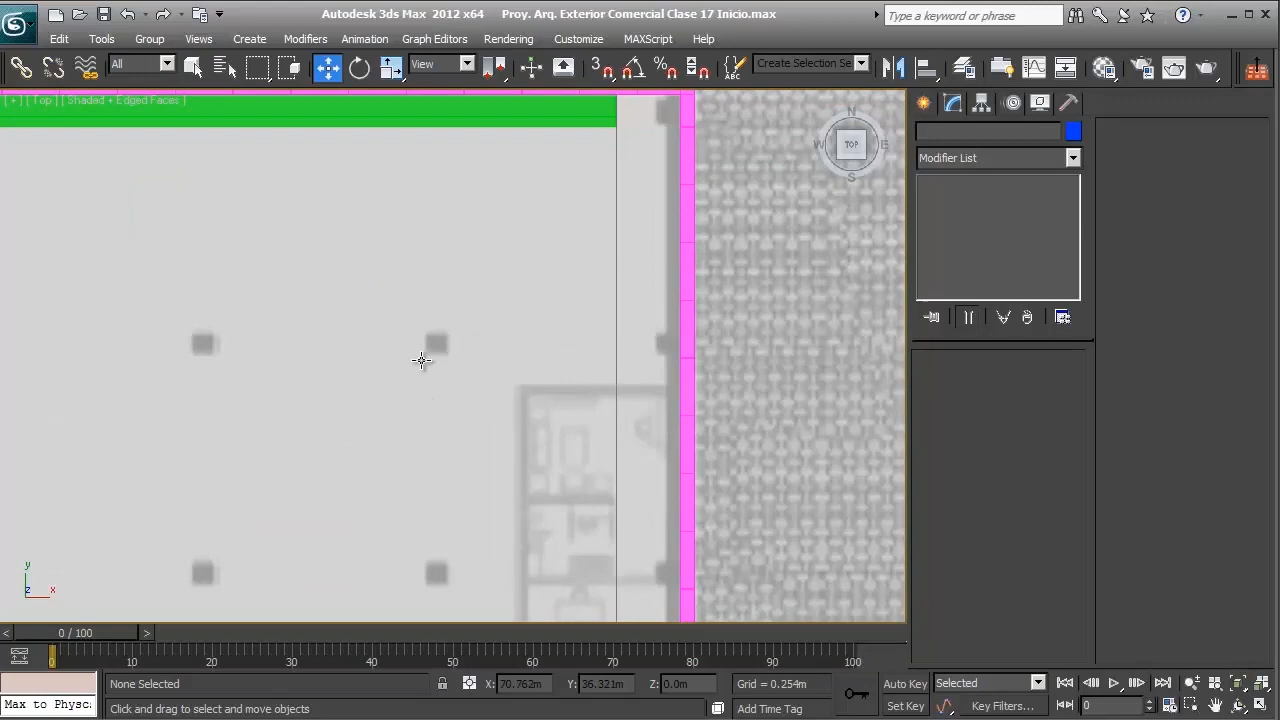 Autodesk 3ds Max 2012 x64 Proy. Arq. Exterior Comercial Clase 17 Inicio.max
Type a keyword or phrase
Edit Tools Group Views Create Modifiers Animation Graph Editors Rendering Customize MAXScript Help
All View Create Selection Se
[ + ] [ Top ] [ Shaded + Edged Faces ]
N
W TOP E
S
Modifier List
y
z x
0 / 100
0 10 20 30 40 50 60 70 80 90 100
None Selected X: 70.762m Y: 36.321m Z: 0.0m Grid = 0.254m Auto Key Selected
Max to Physc Click and drag to select and move objects Add Time Tag Set Key Key Filters... 0